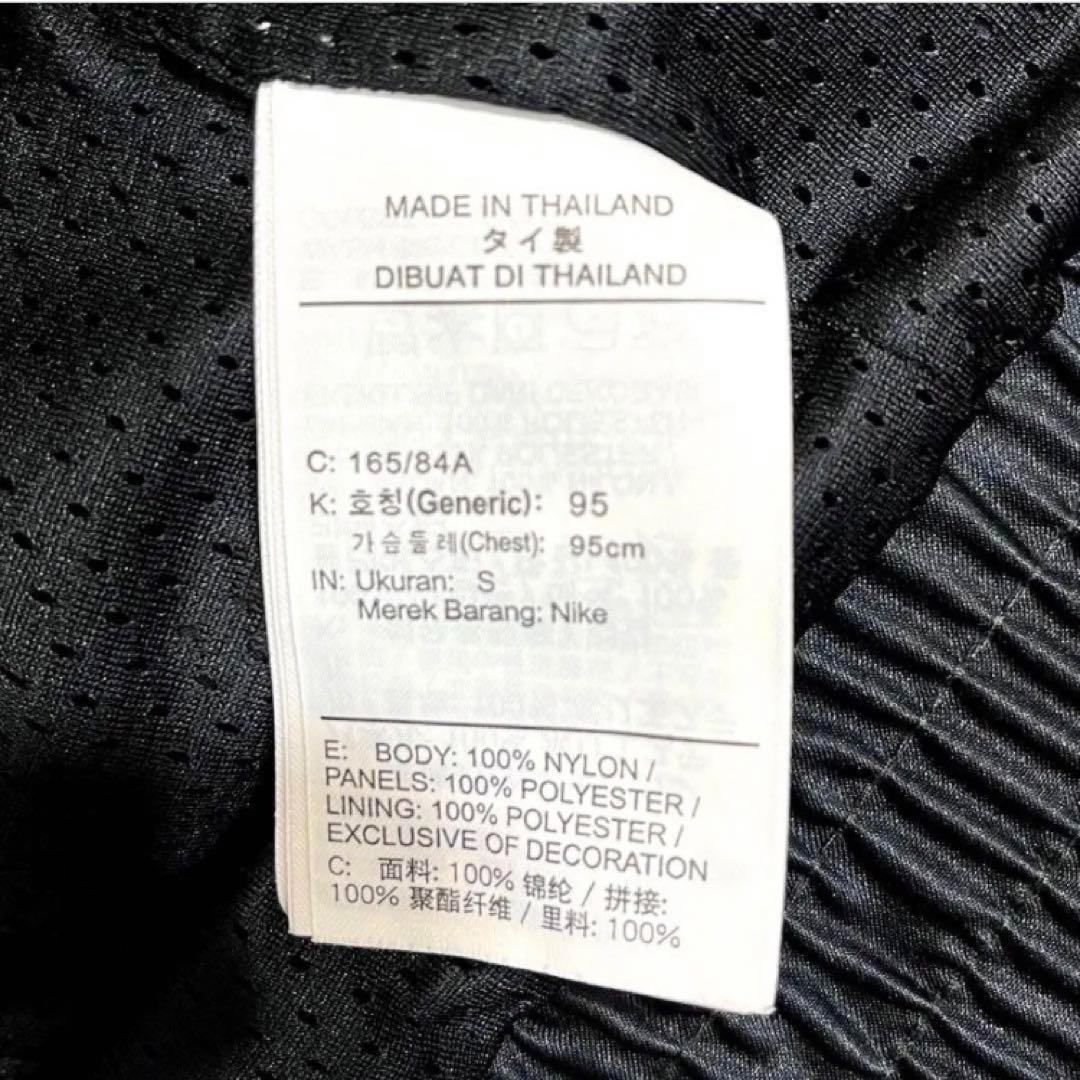 MADE IN THAILAND
タイ製
DIBUAT DI THAILAND
C: 165/84A
K: 호칭(Generic): 95
가슴둘레(Chest): 95cm
IN: Ukuran: S
Merek Barang: Nike
E: BODY: 100% NYLON /
PANELS: 100% POLYESTER /
LINING: 100% POLYESTER /
EXCLUSIVE OF DECORATION
C: 面料: 100% 锦纶 / 拼接:
100% 聚酯纤维 / 里料: 100%